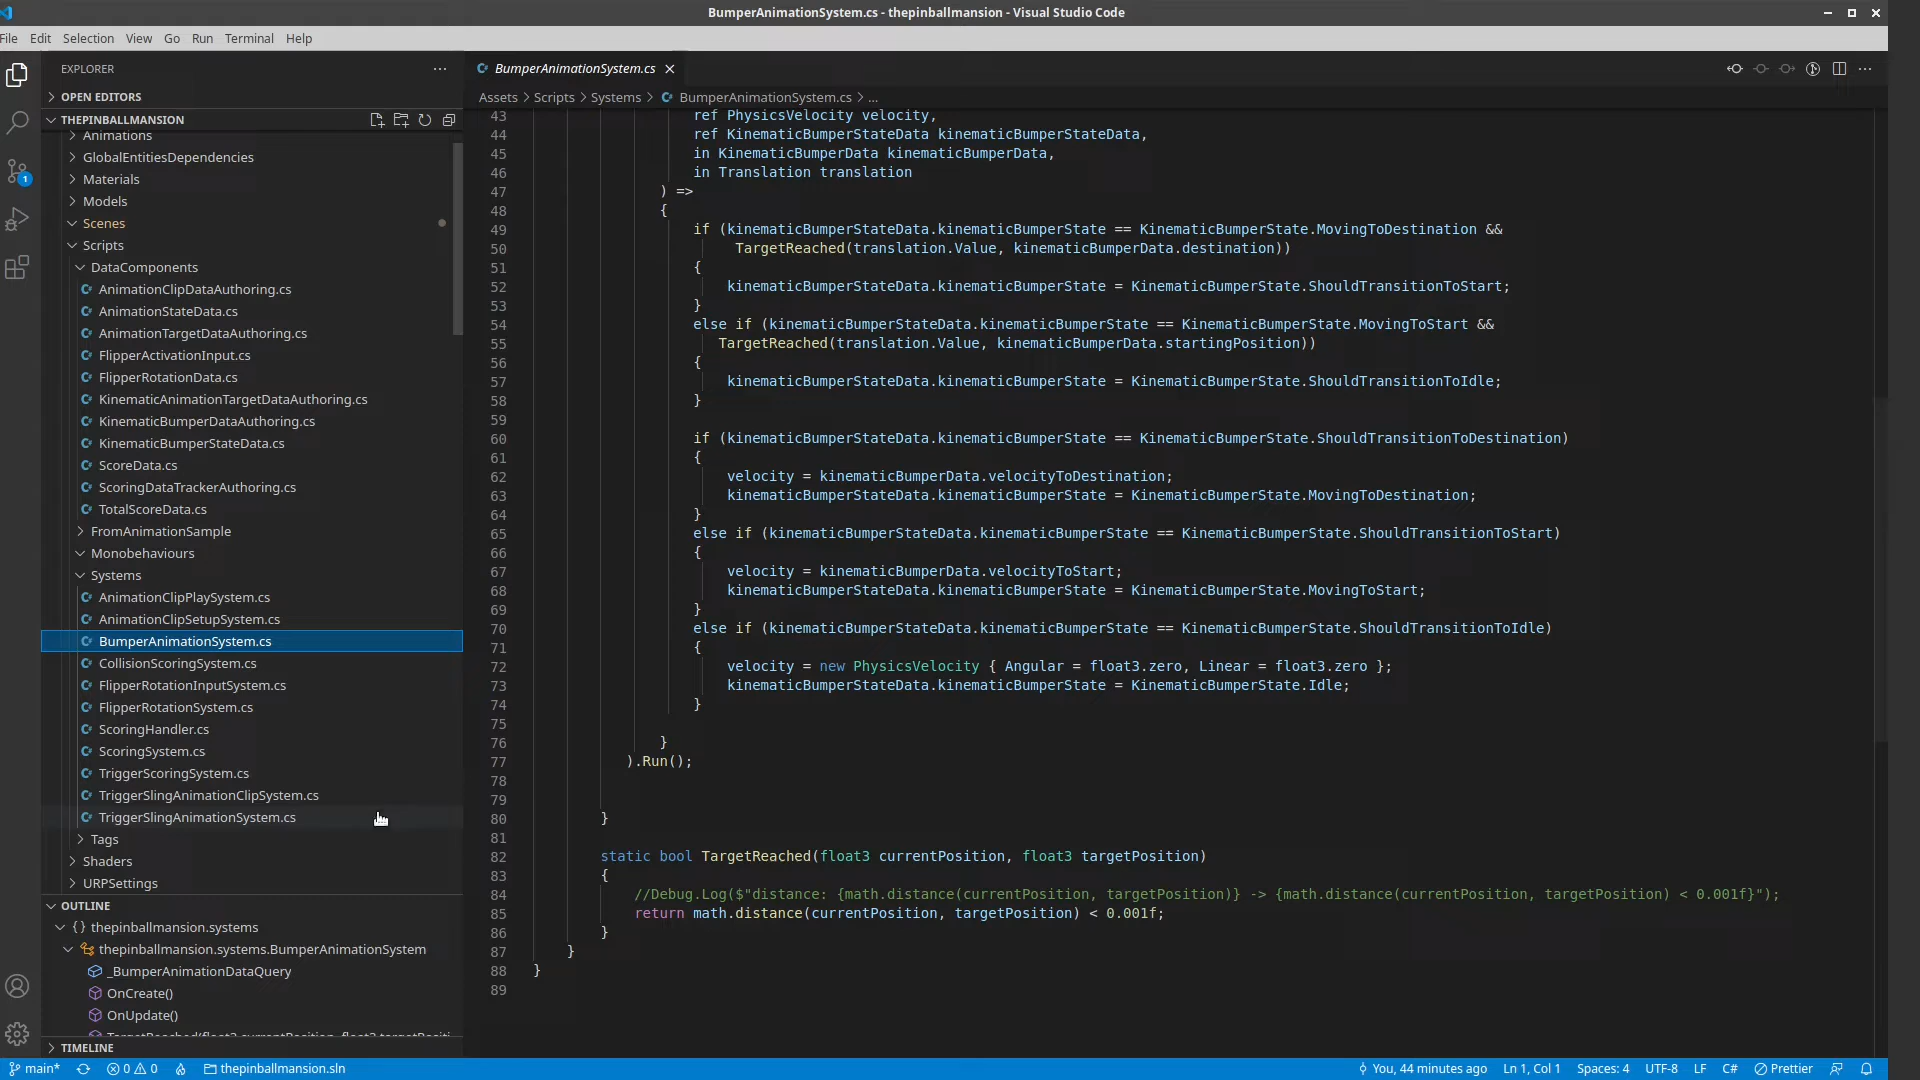 BumperAnimationSystem.cs - thepinballmansion - Visual Studio Code
File Edit Selection View Go Run Terminal Help
EXPLORER
OPEN EDITORS
THEPINBALLMANSION
Animations
GlobalEntitiesDependencies
Materials
Models
Scenes
Scripts
DataComponents
AnimationClipDataAuthoring.cs
AnimationStateData.cs
AnimationTargetDataAuthoring.cs
FlipperActivationInput.cs
FlipperRotationData.cs
KinematicAnimationTargetDataAuthoring.cs
KinematicBumperDataAuthoring.cs
KinematicBumperStateData.cs
ScoreData.cs
ScoringDataTrackerAuthoring.cs
TotalScoreData.cs
FromAnimationSample
Monobehaviours
Systems
AnimationClipPlaySystem.cs
AnimationClipSetupSystem.cs
BumperAnimationSystem.cs
CollisionScoringSystem.cs
FlipperRotationInputSystem.cs
FlipperRotationSystem.cs
ScoringHandler.cs
ScoringSystem.cs
TriggerScoringSystem.cs
TriggerSlingAnimationClipSystem.cs
TriggerSlingAnimationSystem.cs
Tags
Shaders
URPSettings
OUTLINE
{} thepinballmansion.systems
thepinballmansion.systems.BumperAnimationSystem
_BumperAnimationDataQuery
OnCreate()
OnUpdate()
TargetReached(float3 currentPosition, float3 targetPositi
TIMELINE
1
BumperAnimationSystem.cs
Assets > Scripts > Systems > BumperAnimationSystem.cs > ...
43 ref PhysicsVelocity velocity,
44 ref KinematicBumperStateData kinematicBumperStateData,
45 in KinematicBumperData kinematicBumperData,
46 in Translation translation
47 ) =>
48 {
49 if (kinematicBumperStateData.kinematicBumperState == KinematicBumperState.MovingToDestination &&
50 TargetReached(translation.Value, kinematicBumperData.destination))
51 {
52 kinematicBumperStateData.kinematicBumperState = KinematicBumperState.ShouldTransitionToStart;
53 }
54 else if (kinematicBumperStateData.kinematicBumperState == KinematicBumperState.MovingToStart &&
55 TargetReached(translation.Value, kinematicBumperData.startingPosition))
56 {
57 kinematicBumperStateData.kinematicBumperState = KinematicBumperState.ShouldTransitionToIdle;
58 }
59
60 if (kinematicBumperStateData.kinematicBumperState == KinematicBumperState.ShouldTransitionToDestination)
61 {
62 velocity = kinematicBumperData.velocityToDestination;
63 kinematicBumperStateData.kinematicBumperState = KinematicBumperState.MovingToDestination;
64 }
65 else if (kinematicBumperStateData.kinematicBumperState == KinematicBumperState.ShouldTransitionToStart)
66 {
67 velocity = kinematicBumperData.velocityToStart;
68 kinematicBumperStateData.kinematicBumperState = KinematicBumperState.MovingToStart;
69 }
70 else if (kinematicBumperStateData.kinematicBumperState == KinematicBumperState.ShouldTransitionToIdle)
71 {
72 velocity = new PhysicsVelocity { Angular = float3.zero, Linear = float3.zero };
73 kinematicBumperStateData.kinematicBumperState = KinematicBumperState.Idle;
74 }
75
76 }
77 ).Run();
78
79
80 }
81
82 static bool TargetReached(float3 currentPosition, float3 targetPosition)
83 {
84 //Debug.Log($"distance: {math.distance(currentPosition, targetPosition)} -> {math.distance(currentPosition, targetPosition) < 0.001f}");
85 return math.distance(currentPosition, targetPosition) < 0.001f;
86 }
87 }
88 }
89
main* 0 0 thepinballmansion.sln You, 44 minutes ago Ln 1, Col 1 Spaces: 4 UTF-8 LF C# Prettier